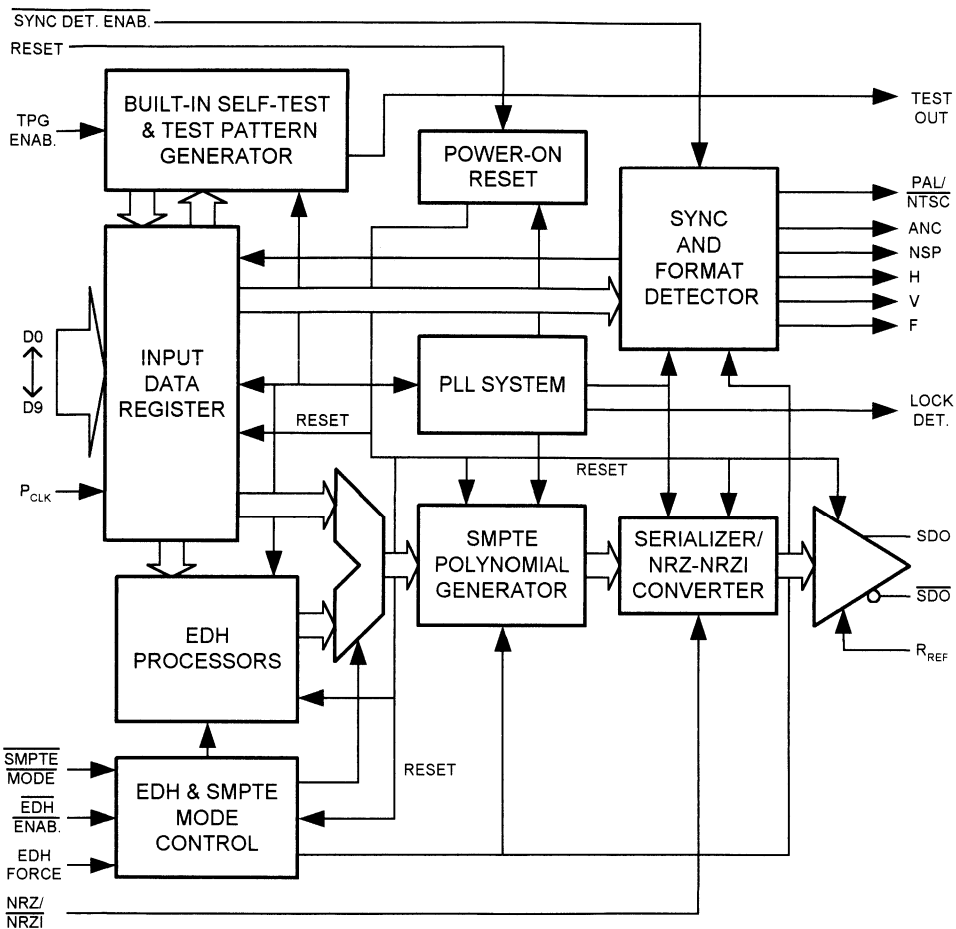 SYNC DET. ENAB.
RESET
BUILT-IN SELF-TEST
& TEST PATTERN
GENERATOR
TPG
ENAB.
TEST
OUT
POWER-ON
RESET
SYNC
AND
FORMAT
DETECTOR
PAL/
NTSC
ANC
NSP
H
V
F
D0
D9
INPUT
DATA
REGISTER
PLL SYSTEM
LOCK
DET.
RESET
RESET
PCLK
SMPTE
POLYNOMIAL
GENERATOR
SERIALIZER/
NRZ-NRZI
CONVERTER
SDO
SDO
RREF
EDH
PROCESSORS
SMPTE
MODE
EDH
ENAB.
EDH
FORCE
EDH & SMPTE
MODE
CONTROL
RESET
NRZ/
NRZI